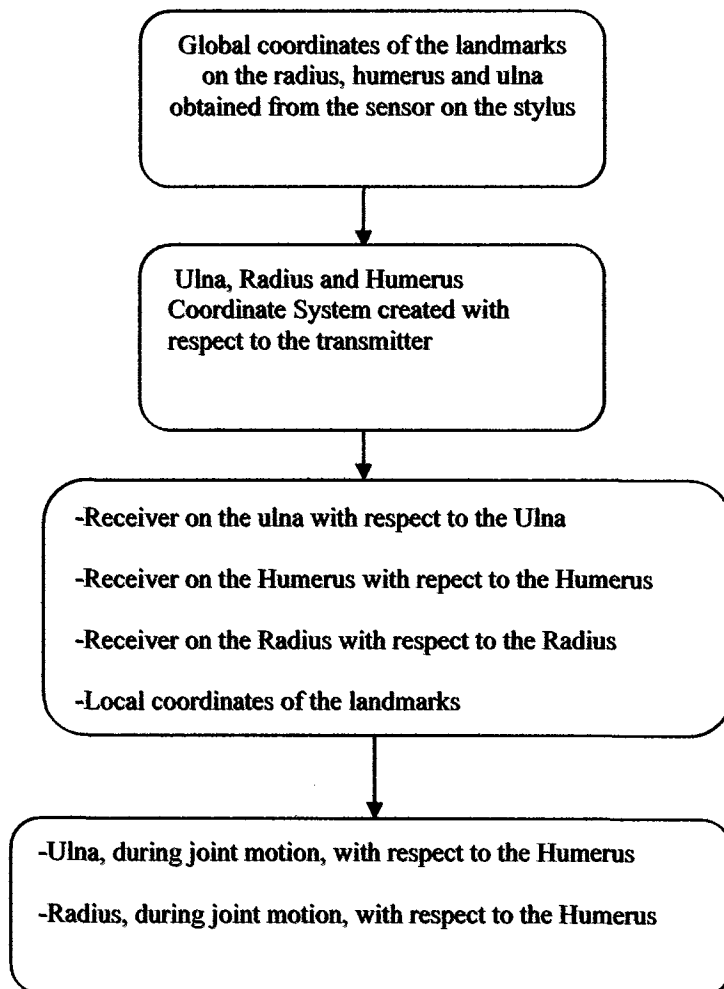 Global coordinates of the landmarks
on the radius, humerus and ulna
obtained from the sensor on the stylus
Ulna, Radius and Humerus
Coordinate System created with
respect to the transmitter
-Receiver on the ulna with respect to the Ulna
-Receiver on the Humerus with repect to the Humerus
-Receiver on the Radius with respect to the Radius
-Local coordinates of the landmarks
-Ulna, during joint motion, with respect to the Humerus
-Radius, during joint motion, with respect to the Humerus